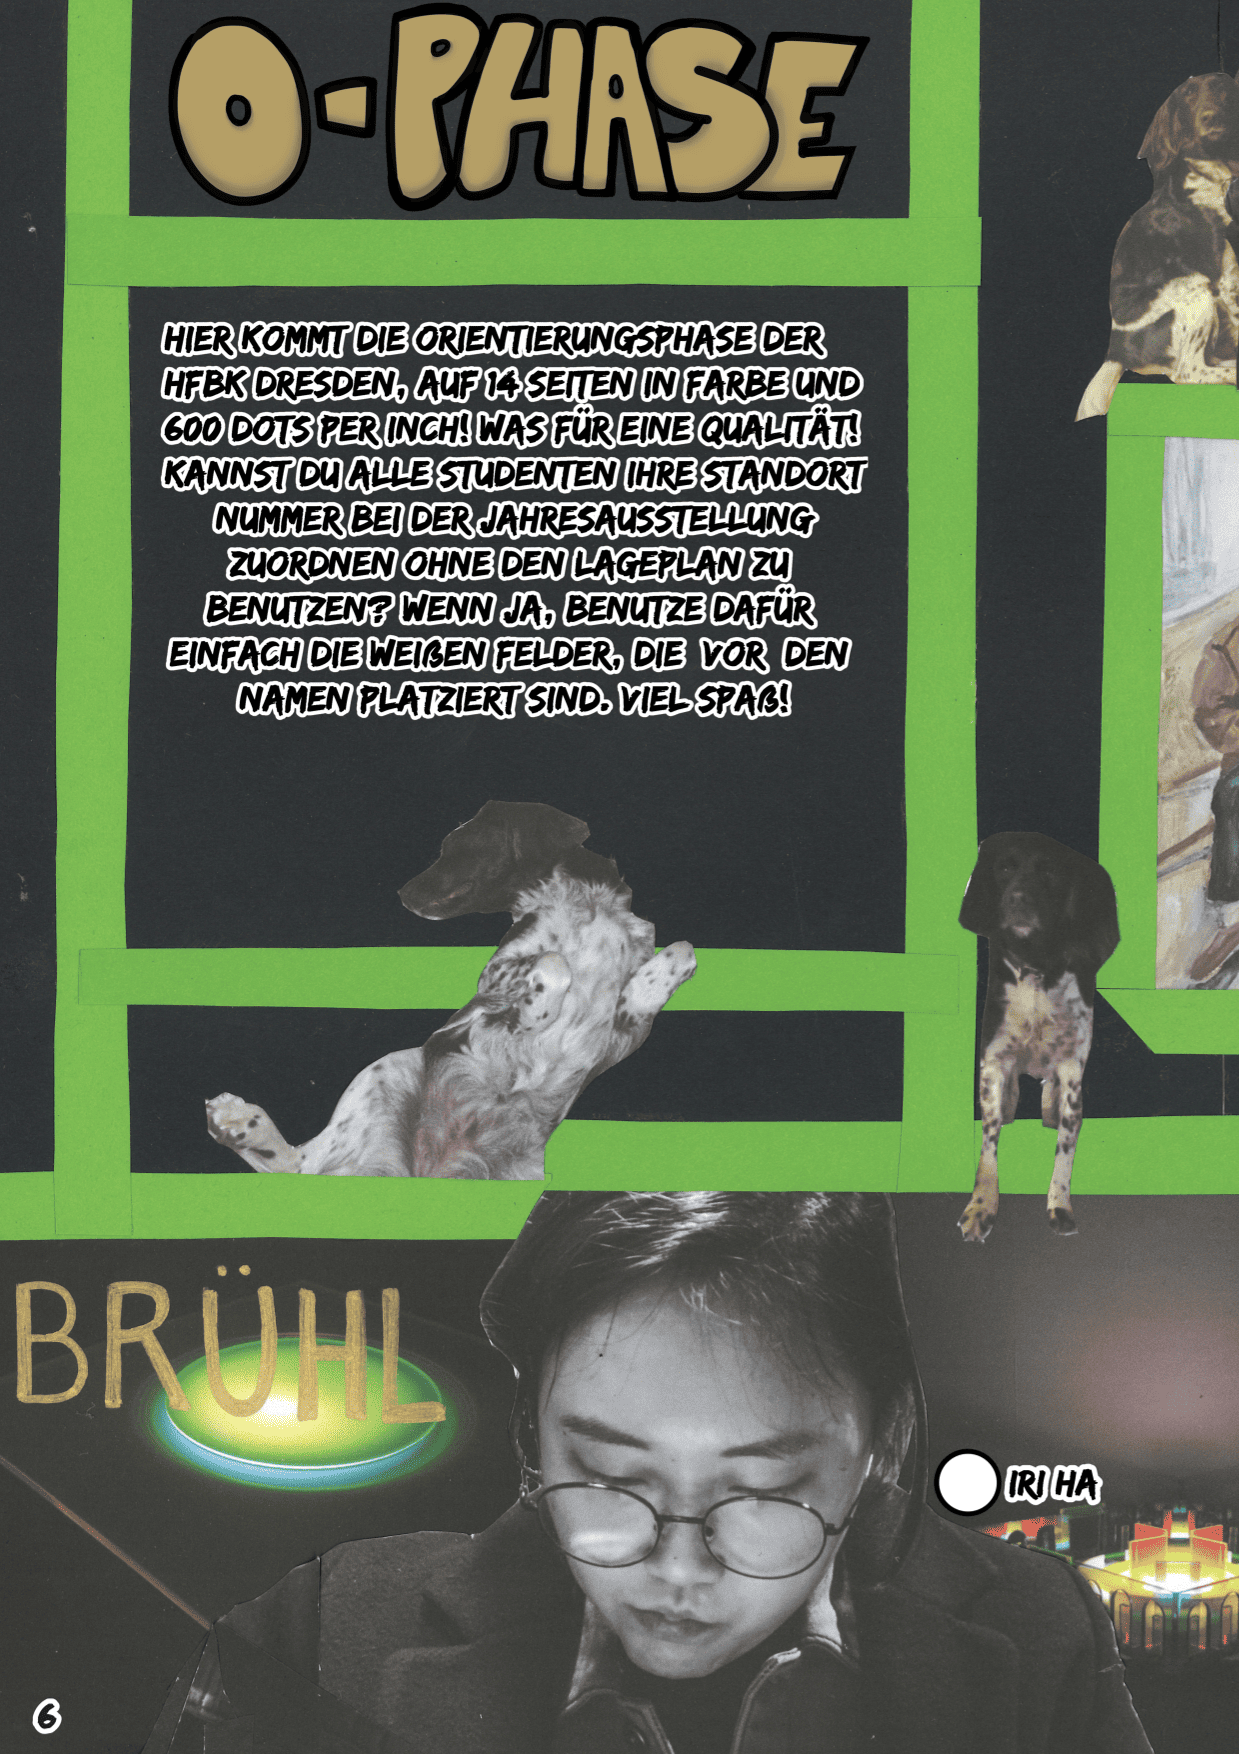 O-PHASE
HIER KOMMT DIE ORIENTIERUNGSPHASE DER
HFBK DRESDEN, AUF 14 SEITEN IN FARBE UND
600 DOTS PER INCH! WAS FÜR EINE QUALITÄT!
KANNST DU ALLE STUDENTEN IHRE STANDORT
NUMMER BEI DER JAHRESAUSSTELLUNG
ZUORDNEN OHNE DEN LAGEPLAN ZU
BENUTZEN? WENN JA, BENUTZE DAFÜR
EINFACH DIE WEIßEN FELDER, DIE VOR DEN
NAMEN PLATZIERT SIND. VIEL SPAß!
BRÜHL
IRI HA
6